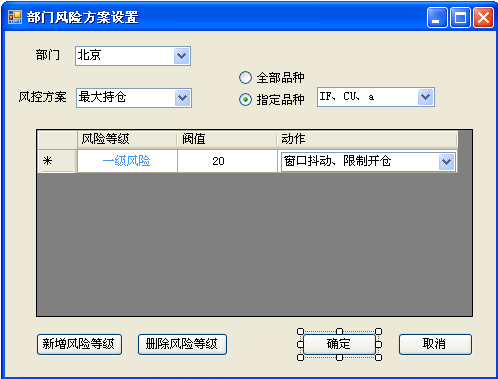 部门风险方案设置
部门 北京
全部品种
风控方案 最大持仓
指定品种 IF、CU、a
风险等级 阀值 动作
* 一级风险 20 窗口抖动、限制开仓
新增风险等级 删除风险等级 确定 取消